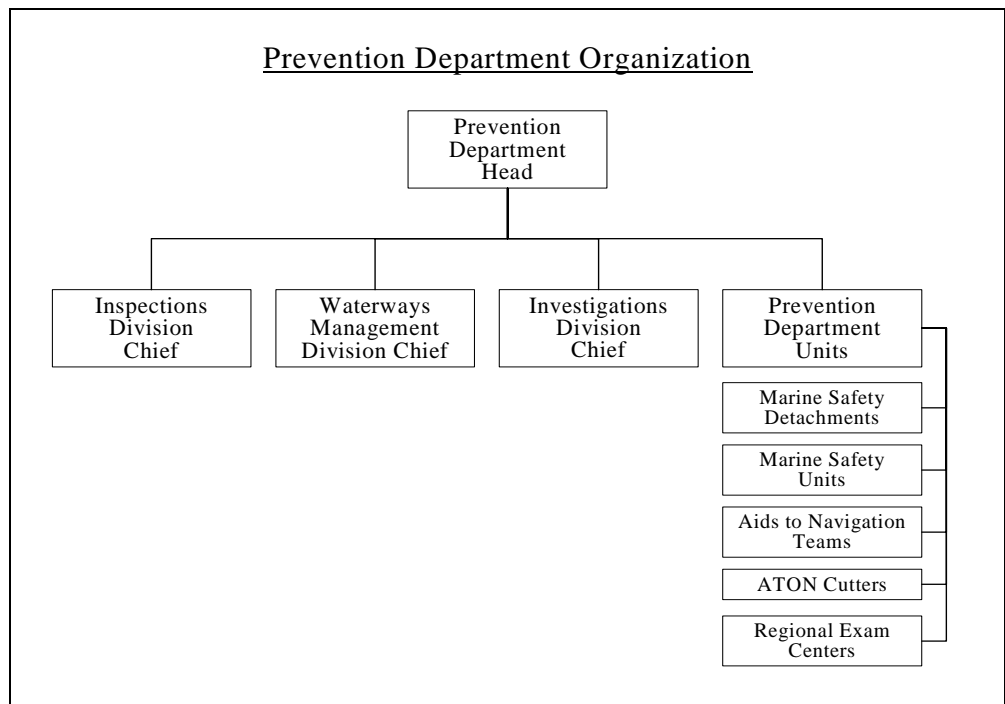 Prevention Department Organization
Prevention
Department
Head
Inspections
Division
Chief
Waterways
Management
Division Chief
Investigations
Division
Chief
Prevention
Department
Units
Marine Safety
Detachments
Marine Safety
Units
Aids to Navigation
Teams
ATON Cutters
Regional Exam
Centers